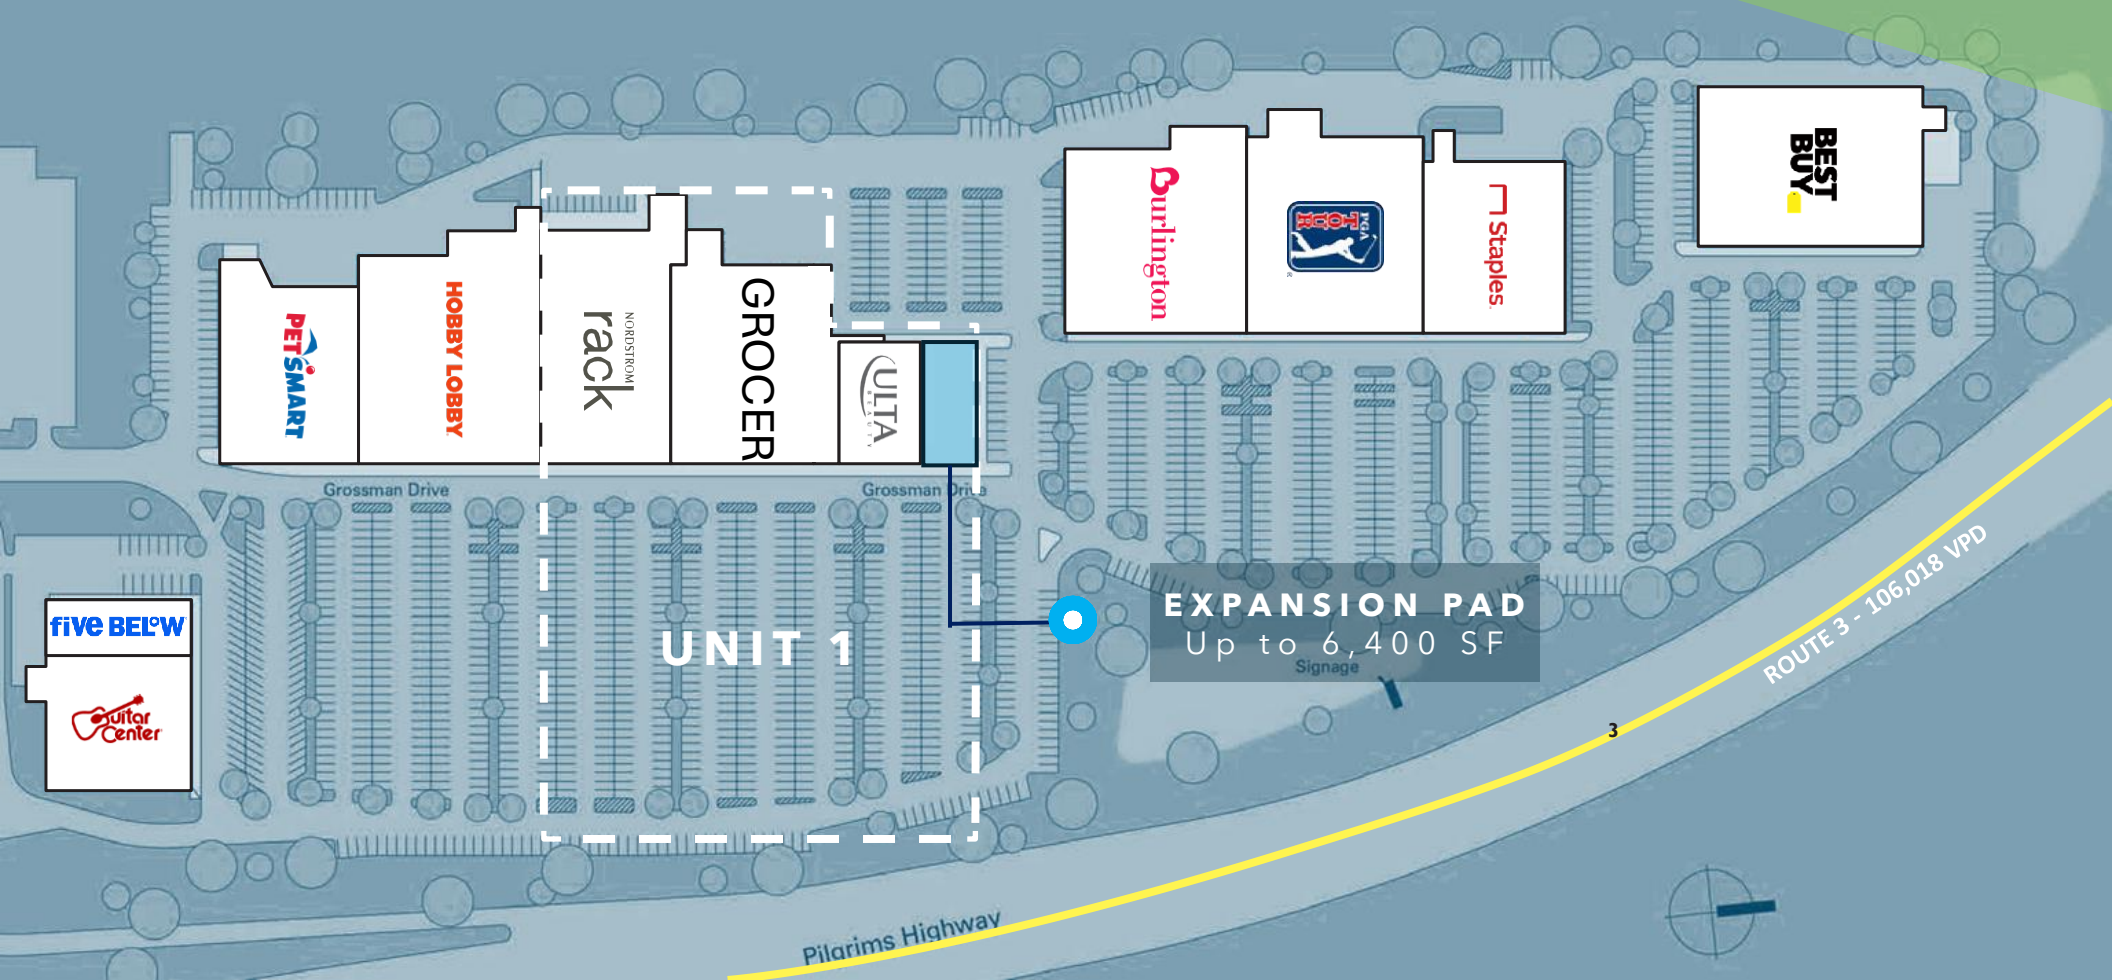 BEST
BUY
Burlington
PGA
TOUR
®
Staples
PETSMART
HOBBY LOBBY
NORDSTROM
rack
GROCER
ULTA
BEAUTY
Grossman Drive
Grossman Drive
five BEL°W
Guitar
Center
UNIT 1
EXPANSION PAD
Up to 6,400 SF
Signage
ROUTE 3 - 106,018 VPD
3
Pilgrims Highway